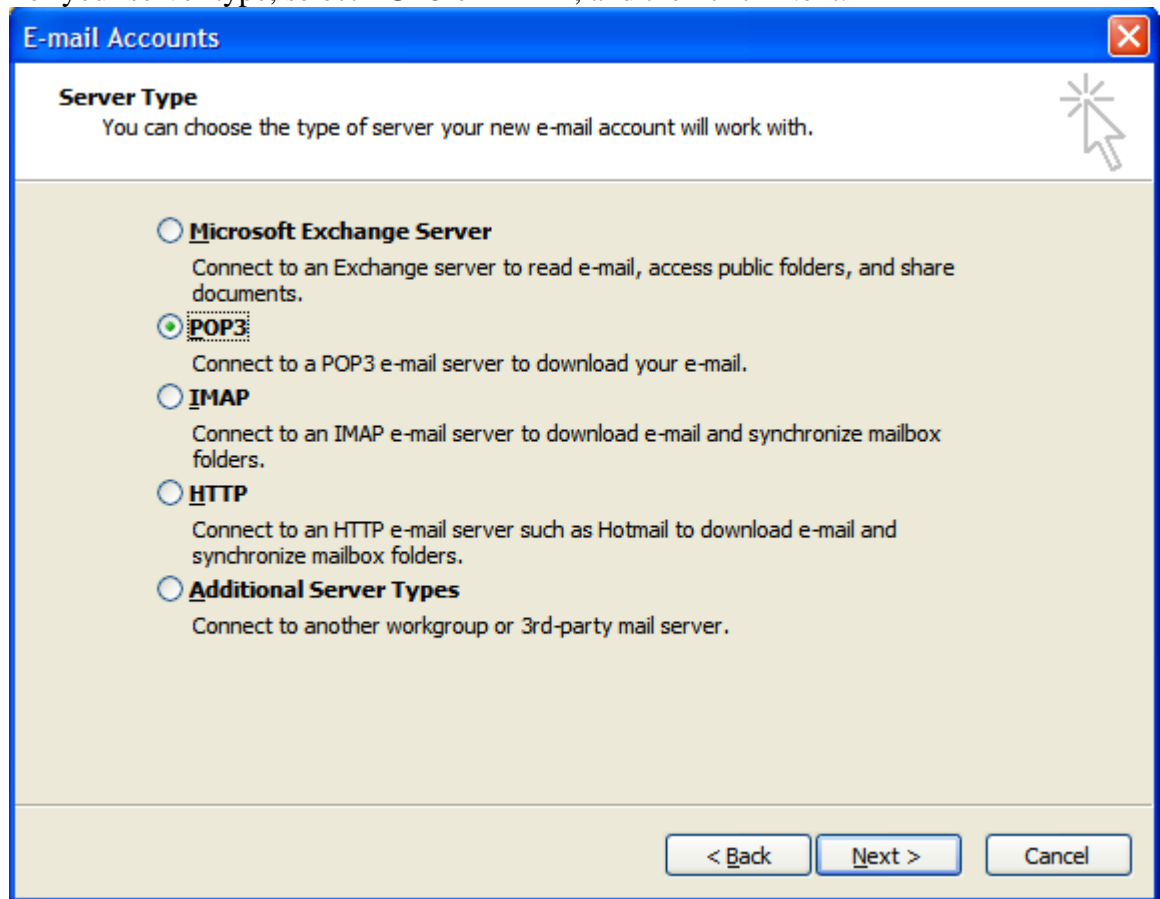 E-mail Accounts
Server Type
You can choose the type of server your new e-mail account will work with.
Microsoft Exchange Server
Connect to an Exchange server to read e-mail, access public folders, and share
documents.
POP3
Connect to a POP3 e-mail server to download your e-mail.
IMAP
Connect to an IMAP e-mail server to download e-mail and synchronize mailbox
folders.
HTTP
Connect to an HTTP e-mail server such as Hotmail to download e-mail and
synchronize mailbox folders.
Additional Server Types
Connect to another workgroup or 3rd-party mail server.
< Back Next > Cancel